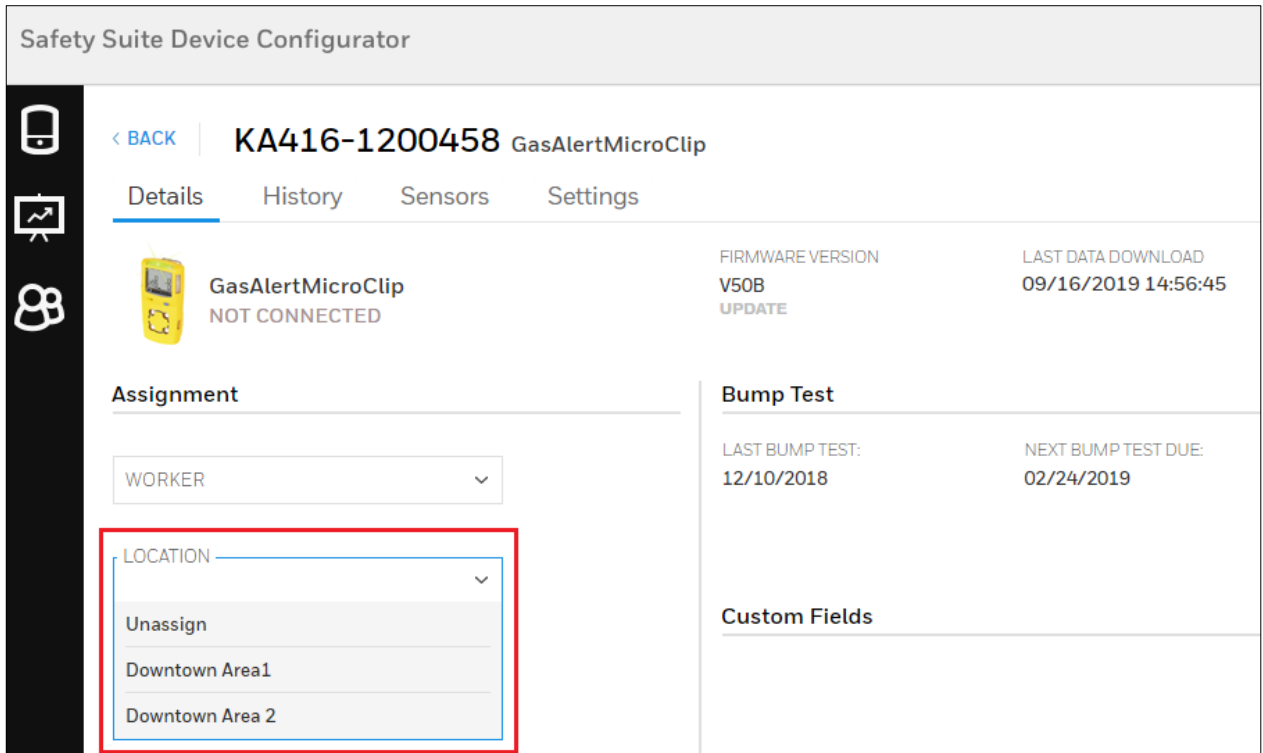 Safety Suite Device Configurator
< BACK
KA416-1200458 GasAlertMicroClip
Details History Sensors Settings
GasAlertMicroClip
NOT CONNECTED
FIRMWARE VERSION
V50B
UPDATE
LAST DATA DOWNLOAD
09/16/2019 14:56:45
Assignment
WORKER
LOCATION
Unassign
Downtown Area1
Downtown Area 2
Bump Test
LAST BUMP TEST:
12/10/2018
NEXT BUMP TEST DUE:
02/24/2019
Custom Fields